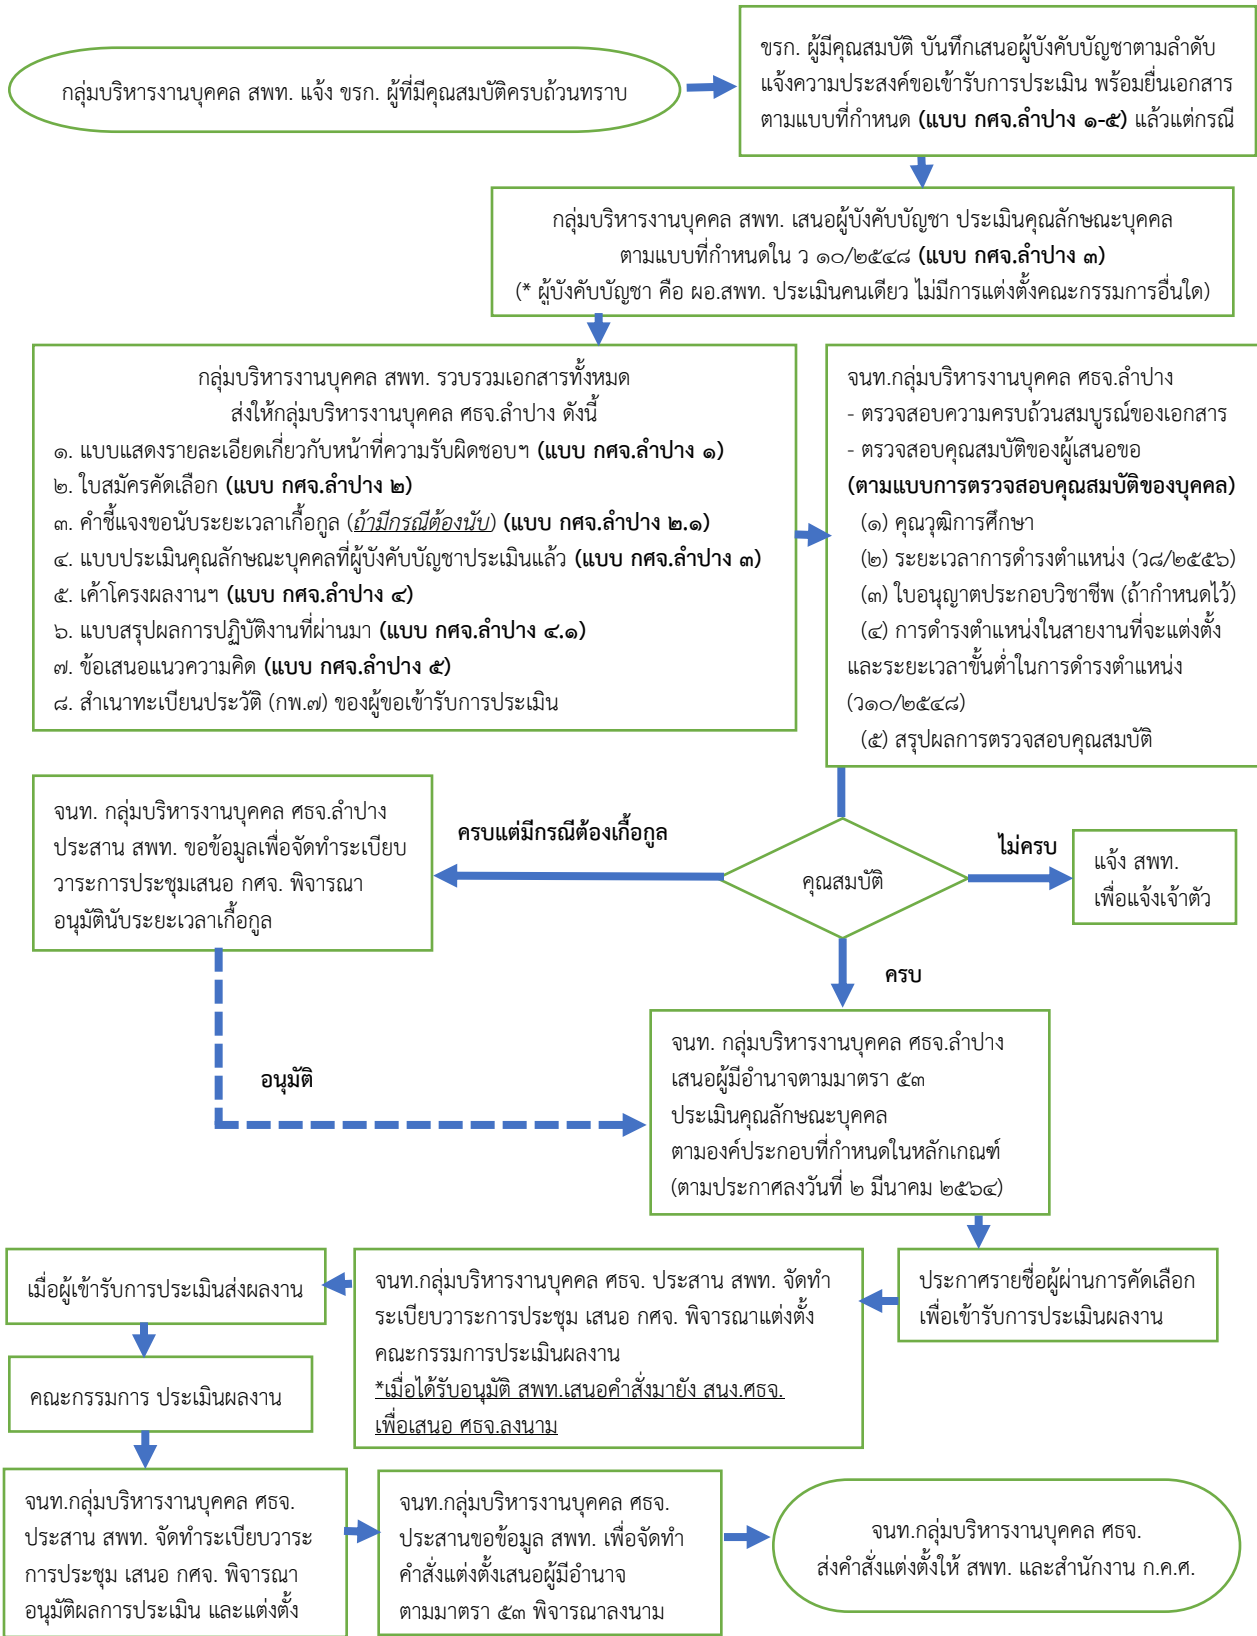 กลุ่มบริหารงานบุคคล สพท. แจ้ง ขรก. ผู้ที่มีคุณสมบัติครบถ้วนทราบ
ขรก. ผู้มีคุณสมบัติ บันทึกเสนอผู้บังคับบัญชาตามลำดับ
แจ้งความประสงค์ขอเข้ารับการประเมิน พร้อมยื่นเอกสาร
ตามแบบที่กำหนด (แบบ กศจ.ลำปาง ๑-๕) แล้วแต่กรณี
กลุ่มบริหารงานบุคคล สพท. เสนอผู้บังคับบัญชา ประเมินคุณลักษณะบุคคล
ตามแบบที่กำหนดใน ว ๑๐/๒๕๔๘ (แบบ กศจ.ลำปาง ๓)
(* ผู้บังคับบัญชา คือ ผอ.สพท. ประเมินคนเดียว ไม่มีการแต่งตั้งคณะกรรมการอื่นใด)
กลุ่มบริหารงานบุคคล สพท. รวบรวมเอกสารทั้งหมด
ส่งให้กลุ่มบริหารงานบุคคล ศธจ.ลำปาง ดังนี้
๑. แบบแสดงรายละเอียดเกี่ยวกับหน้าที่ความรับผิดชอบฯ (แบบ กศจ.ลำปาง ๑)
๒. ใบสมัครคัดเลือก (แบบ กศจ.ลำปาง ๒)
๓. คำชี้แจงขอนับระยะเวลาเกื้อกูล (ถ้ามีกรณีต้องนับ) (แบบ กศจ.ลำปาง ๒.๑)
๔. แบบประเมินคุณลักษณะบุคคลที่ผู้บังคับบัญชาประเมินแล้ว (แบบ กศจ.ลำปาง ๓)
๕. เค้าโครงผลงานฯ (แบบ กศจ.ลำปาง ๔)
๖. แบบสรุปผลการปฏิบัติงานที่ผ่านมา (แบบ กศจ.ลำปาง ๔.๑)
๗. ข้อเสนอแนวความคิด (แบบ กศจ.ลำปาง ๕)
๘. สำเนาทะเบียนประวัติ (กพ.๗) ของผู้ขอเข้ารับการประเมิน
จนท.กลุ่มบริหารงานบุคคล ศธจ.ลำปาง
- ตรวจสอบความครบถ้วนสมบูรณ์ของเอกสาร
- ตรวจสอบคุณสมบัติของผู้เสนอขอ
(ตามแบบการตรวจสอบคุณสมบัติของบุคคล)
(๑) คุณวุฒิการศึกษา
(๒) ระยะเวลาการดำรงตำแหน่ง (ว๘/๒๕๕๖)
(๓) ใบอนุญาตประกอบวิชาชีพ (ถ้ากำหนดไว้)
(๔) การดำรงตำแหน่งในสายงานที่จะแต่งตั้ง
และระยะเวลาขั้นต่ำในการดำรงตำแหน่ง
(ว๑๐/๒๕๔๘)
(๕) สรุปผลการตรวจสอบคุณสมบัติ
จนท. กลุ่มบริหารงานบุคคล ศธจ.ลำปาง
ประสาน สพท. ขอข้อมูลเพื่อจัดทำระเบียบ
วาระการประชุมเสนอ กศจ. พิจารณา
อนุมัตินับระยะเวลาเกื้อกูล
ครบแต่มีกรณีต้องเกื้อกูล
คุณสมบัติ
ไม่ครบ
แจ้ง สพท.
เพื่อแจ้งเจ้าตัว
ครบ
อนุมัติ
จนท. กลุ่มบริหารงานบุคคล ศธจ.ลำปาง
เสนอผู้มีอำนาจตามมาตรา ๕๓
ประเมินคุณลักษณะบุคคล
ตามองค์ประกอบที่กำหนดในหลักเกณฑ์
(ตามประกาศลงวันที่ ๒ มีนาคม ๒๕๖๔)
ประกาศรายชื่อผู้ผ่านการคัดเลือก
เพื่อเข้ารับการประเมินผลงาน
จนท.กลุ่มบริหารงานบุคคล ศธจ. ประสาน สพท. จัดทำ
ระเบียบวาระการประชุม เสนอ กศจ. พิจารณาแต่งตั้ง
คณะกรรมการประเมินผลงาน
*เมื่อได้รับอนุมัติ สพท.เสนอคำสั่งมายัง สนง.ศธจ.
เพื่อเสนอ ศธจ.ลงนาม
เมื่อผู้เข้ารับการประเมินส่งผลงาน
คณะกรรมการ ประเมินผลงาน
จนท.กลุ่มบริหารงานบุคคล ศธจ.
ประสาน สพท. จัดทำระเบียบวาระ
การประชุม เสนอ กศจ. พิจารณา
อนุมัติผลการประเมิน และแต่งตั้ง
จนท.กลุ่มบริหารงานบุคคล ศธจ.
ประสานขอข้อมูล สพท. เพื่อจัดทำ
คำสั่งแต่งตั้งเสนอผู้มีอำนาจ
ตามมาตรา ๕๓ พิจารณาลงนาม
จนท.กลุ่มบริหารงานบุคคล ศธจ.
ส่งคำสั่งแต่งตั้งให้ สพท. และสำนักงาน ก.ค.ศ.